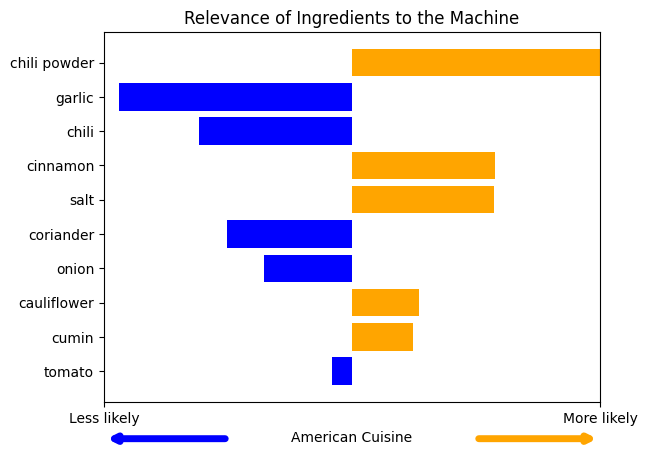 Relevance of Ingredients to the Machine
chili powder
garlic
chili
cinnamon
salt
coriander
onion
cauliflower
cumin
tomato
Less likely
More likely
American Cuisine